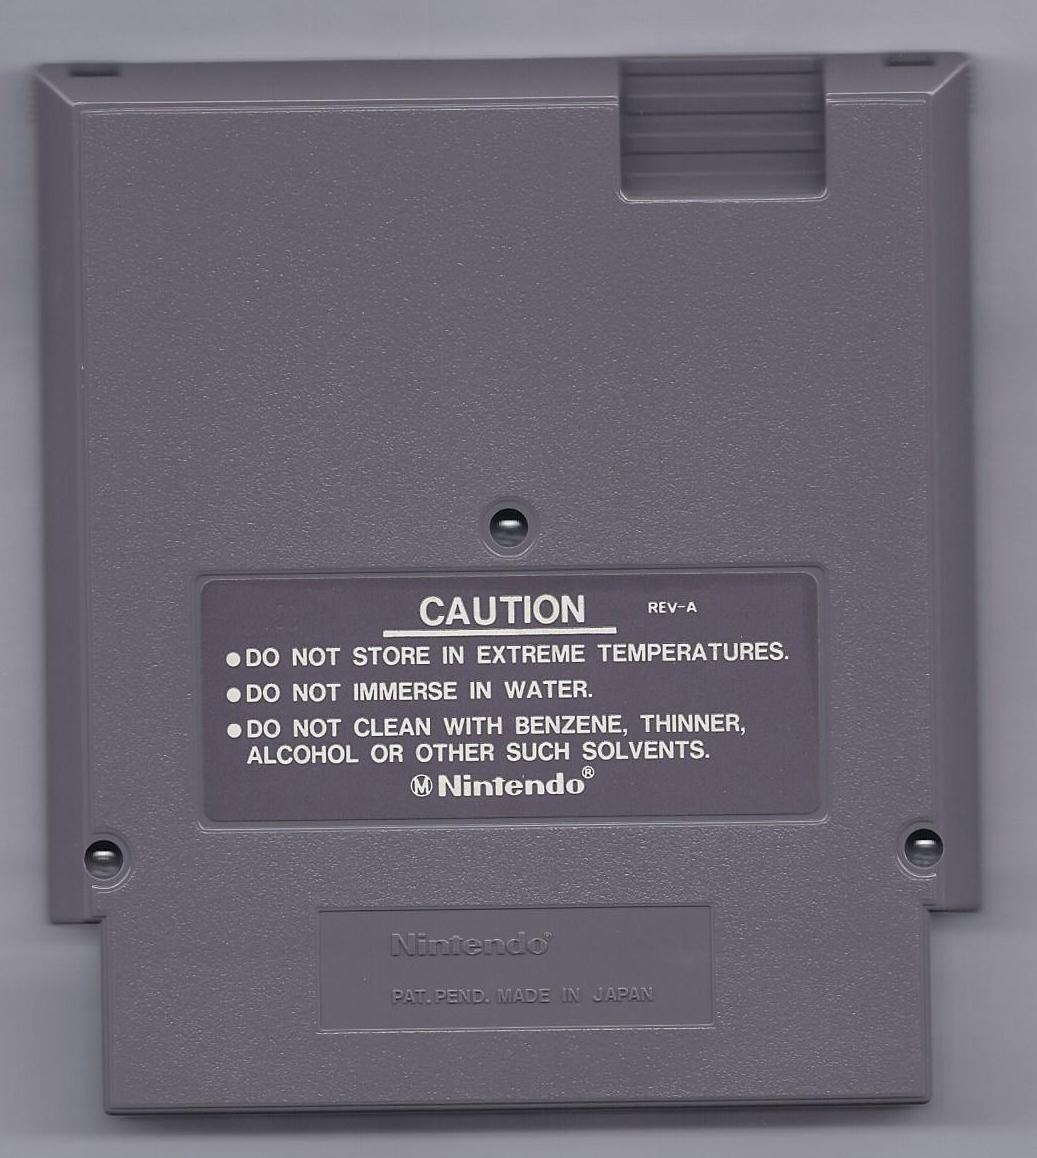 CAUTION REV-A
●DO NOT STORE IN EXTREME TEMPERATURES.
●DO NOT IMMERSE IN WATER.
●DO NOT CLEAN WITH BENZENE, THINNER,
ALCOHOL OR OTHER SUCH SOLVENTS.
Ⓜ Nintendo®
Nintendo®
PAT. PEND. MADE IN JAPAN